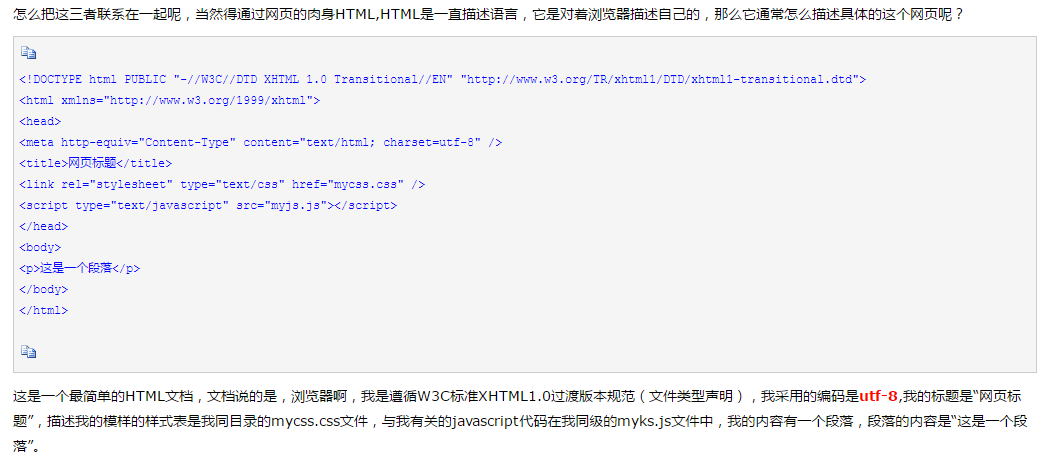 怎么把这三者联系在一起呢，当然得通过网页的肉身HTML,HTML是一直描述语言，它是对着浏览器描述自己的，那么它通常怎么描述具体的这个网页呢？
<!DOCTYPE html PUBLIC "-//W3C//DTD XHTML 1.0 Transitional//EN" "http://www.w3.org/TR/xhtml1/DTD/xhtml1-transitional.dtd">
<html xmlns="http://www.w3.org/1999/xhtml">
<head>
<meta http-equiv="Content-Type" content="text/html; charset=utf-8" />
<title>网页标题</title>
<link rel="stylesheet" type="text/css" href="mycss.css" />
<script type="text/javascript" src="myjs.js"></script>
</head>
<body>
<p>这是一个段落</p>
</body>
</html>
这是一个最简单的HTML文档，文档说的是，浏览器啊，我是遵循W3C标准XHTML1.0过渡版本规范（文件类型声明），我采用的编码是utf-8,我的标题是“网页标
题”，描述我的模样的样式表是我同目录的mycss.css文件，与我有关的javascript代码在我同级的myks.js文件中，我的内容有一个段落，段落的内容是“这是一个段
落”。